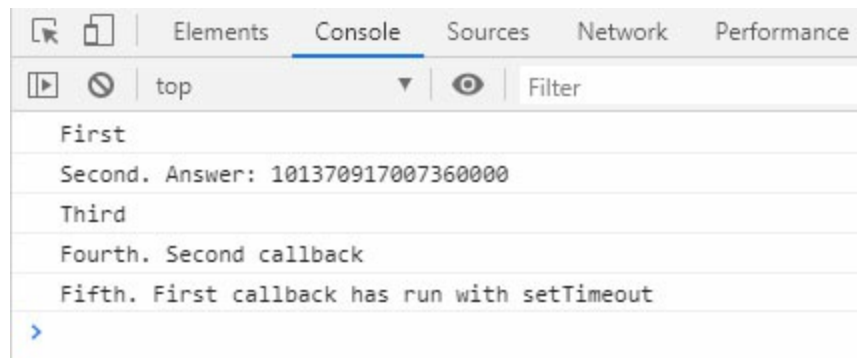 Elements Console Sources Network Performance
top Filter
First
Second. Answer: 101370917007360000
Third
Fourth. Second callback
Fifth. First callback has run with setTimeout